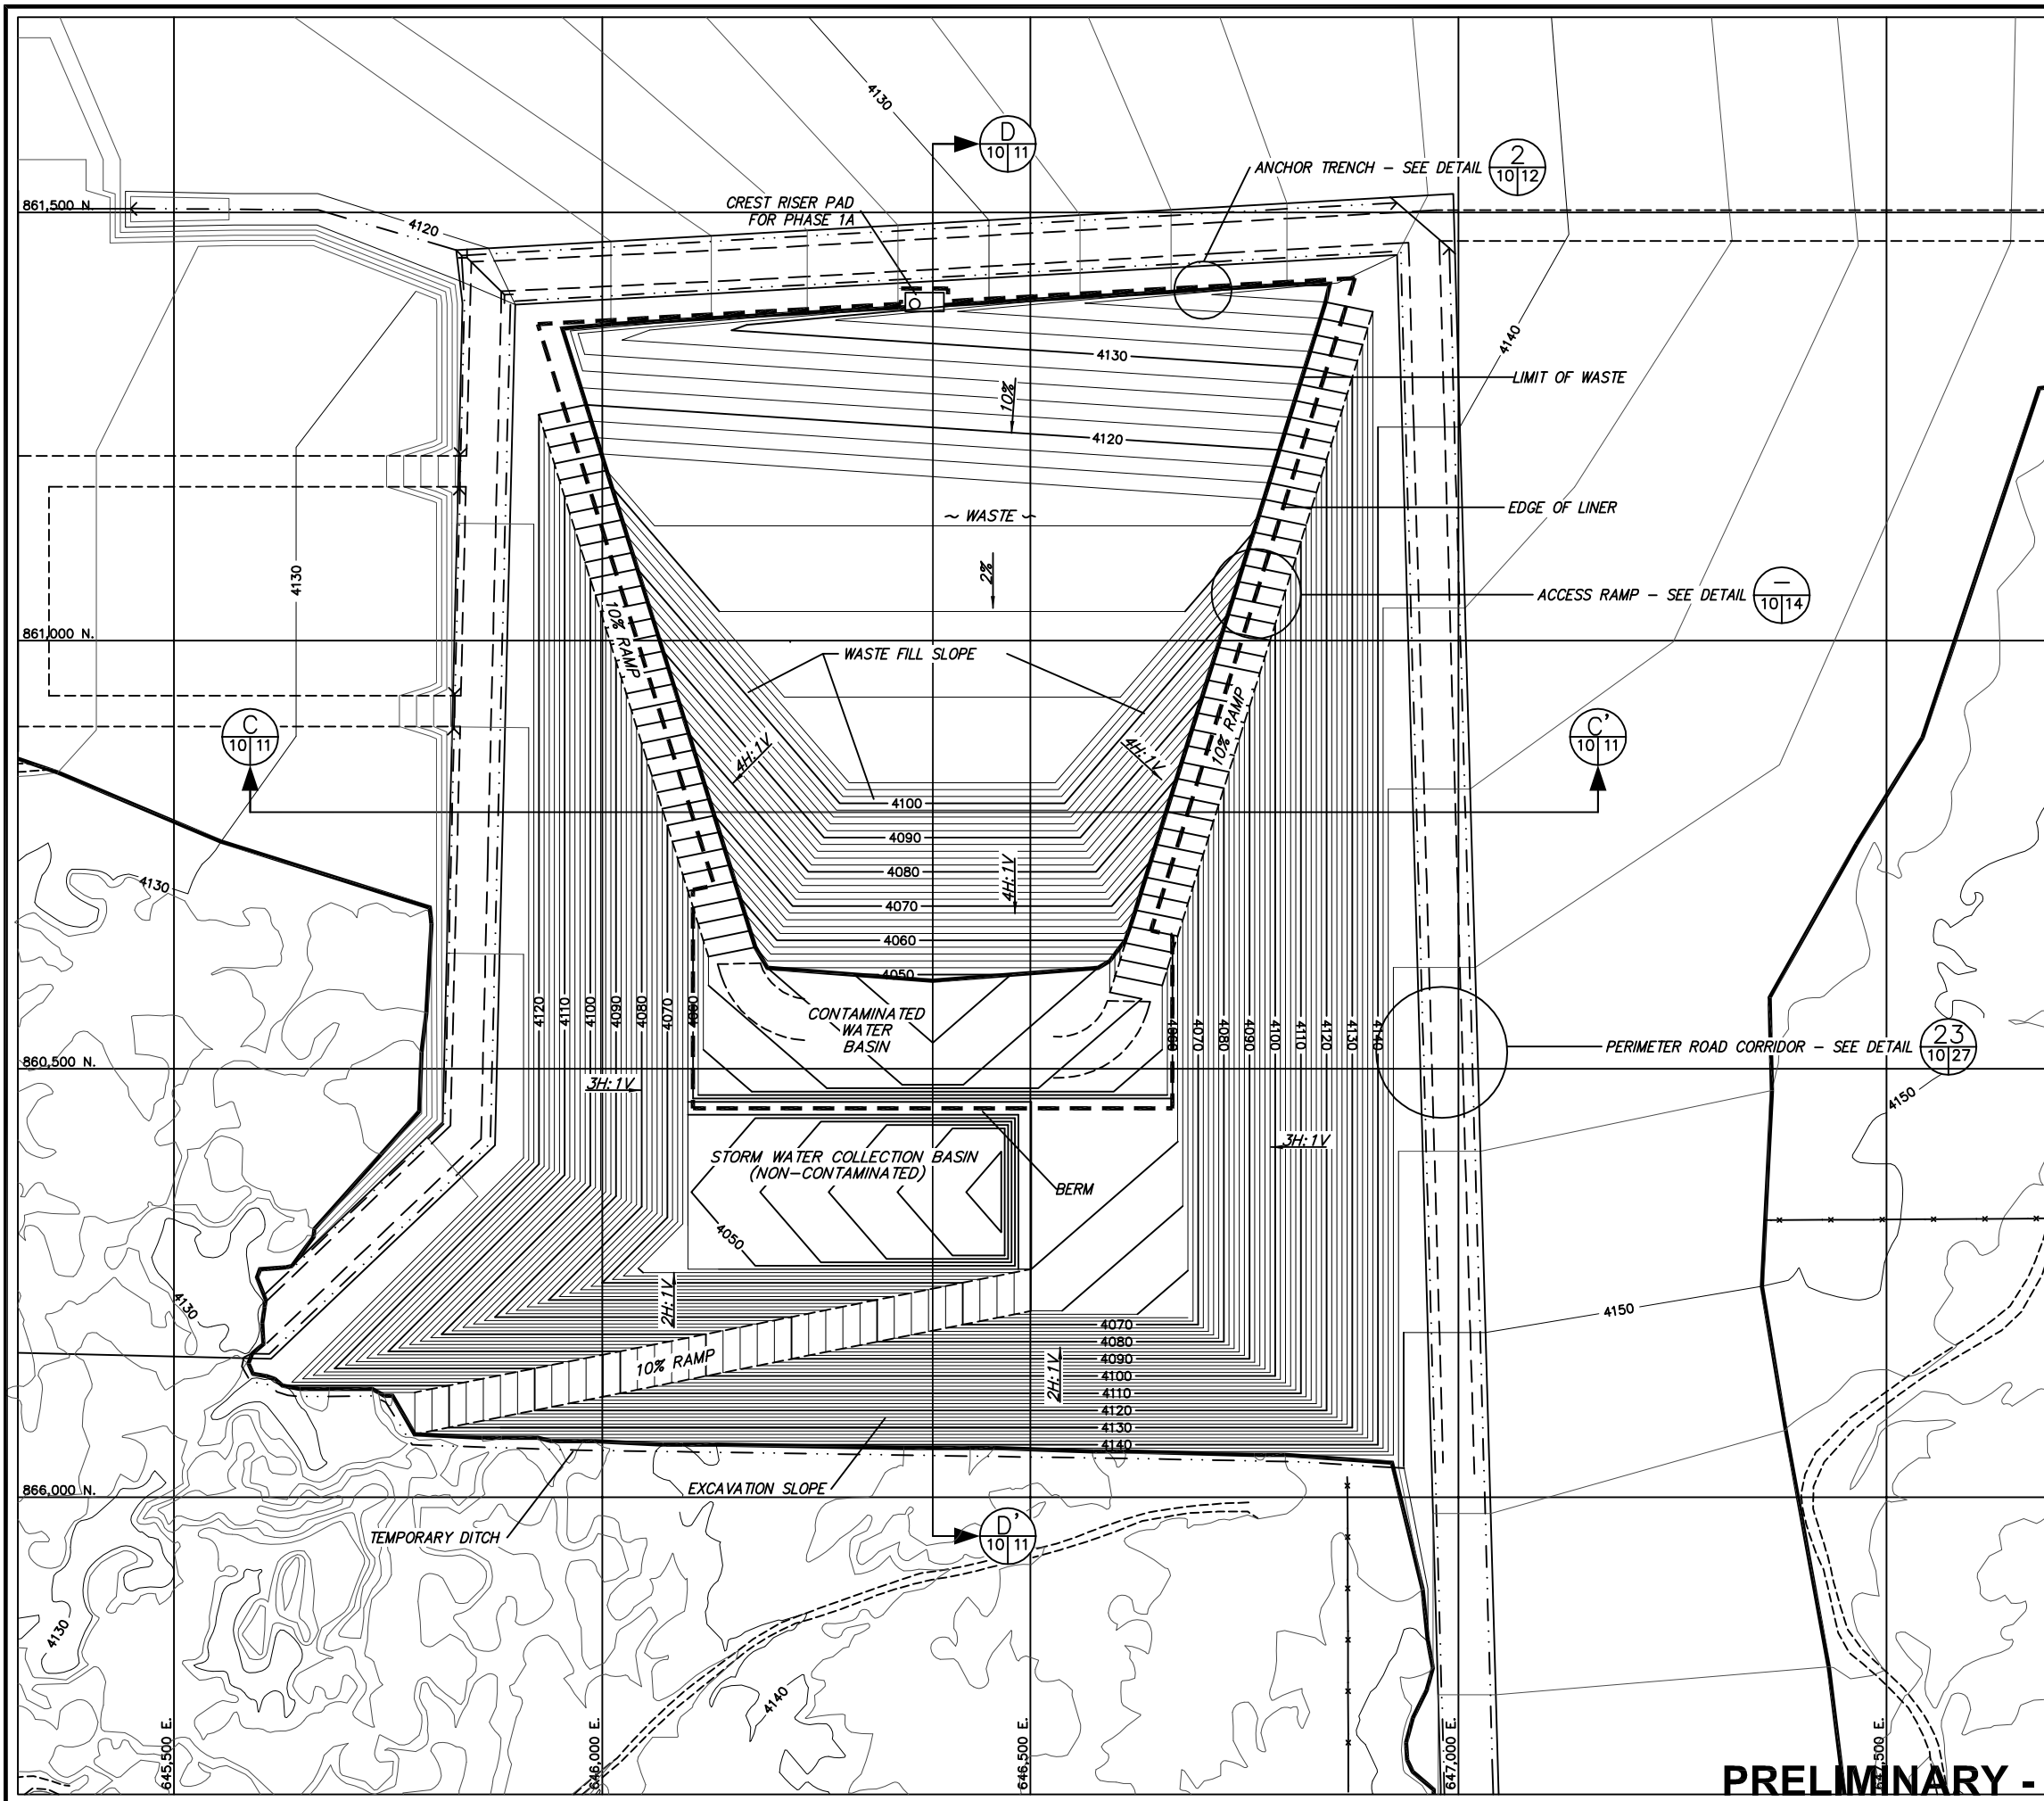 4130
D
10 11
ANCHOR TRENCH – SEE DETAIL
2
10 12
CREST RISER PAD
FOR PHASE 1A
861,500 N.
4120
4140
4130
LIMIT OF WASTE
10%
4120
EDGE OF LINER
~ WASTE ~
4130
2%
ACCESS RAMP – SEE DETAIL
–
10 14
10% RAMP
861,000 N.
WASTE FILL SLOPE
10% RAMP
C
10 11
C'
10 11
4H:1V
4H:1V
4100
4090
4080
4H:1V
4130
4070
4060
4050
CONTAMINATED
WATER
BASIN
4120
4110
4100
4090
4080
4070
4060
4060
4070
4080
4090
4100
4110
4120
4130
4140
PERIMETER ROAD CORRIDOR – SEE DETAIL
23
10 27
860,500 N.
3H:1V
4150
3H:1V
STORM WATER COLLECTION BASIN
(NON–CONTAMINATED)
BERM
4050
4130
2H:1V
4150
4070
4080
4090
4100
4110
4120
4130
4140
10% RAMP
2H:1V
EXCAVATION SLOPE
866,000 N.
TEMPORARY DITCH
D'
10 11
4130
4140
645,500 E.
646,000 E.
646,500 E.
647,000 E.
647,500 E.
PRELIMINARY -